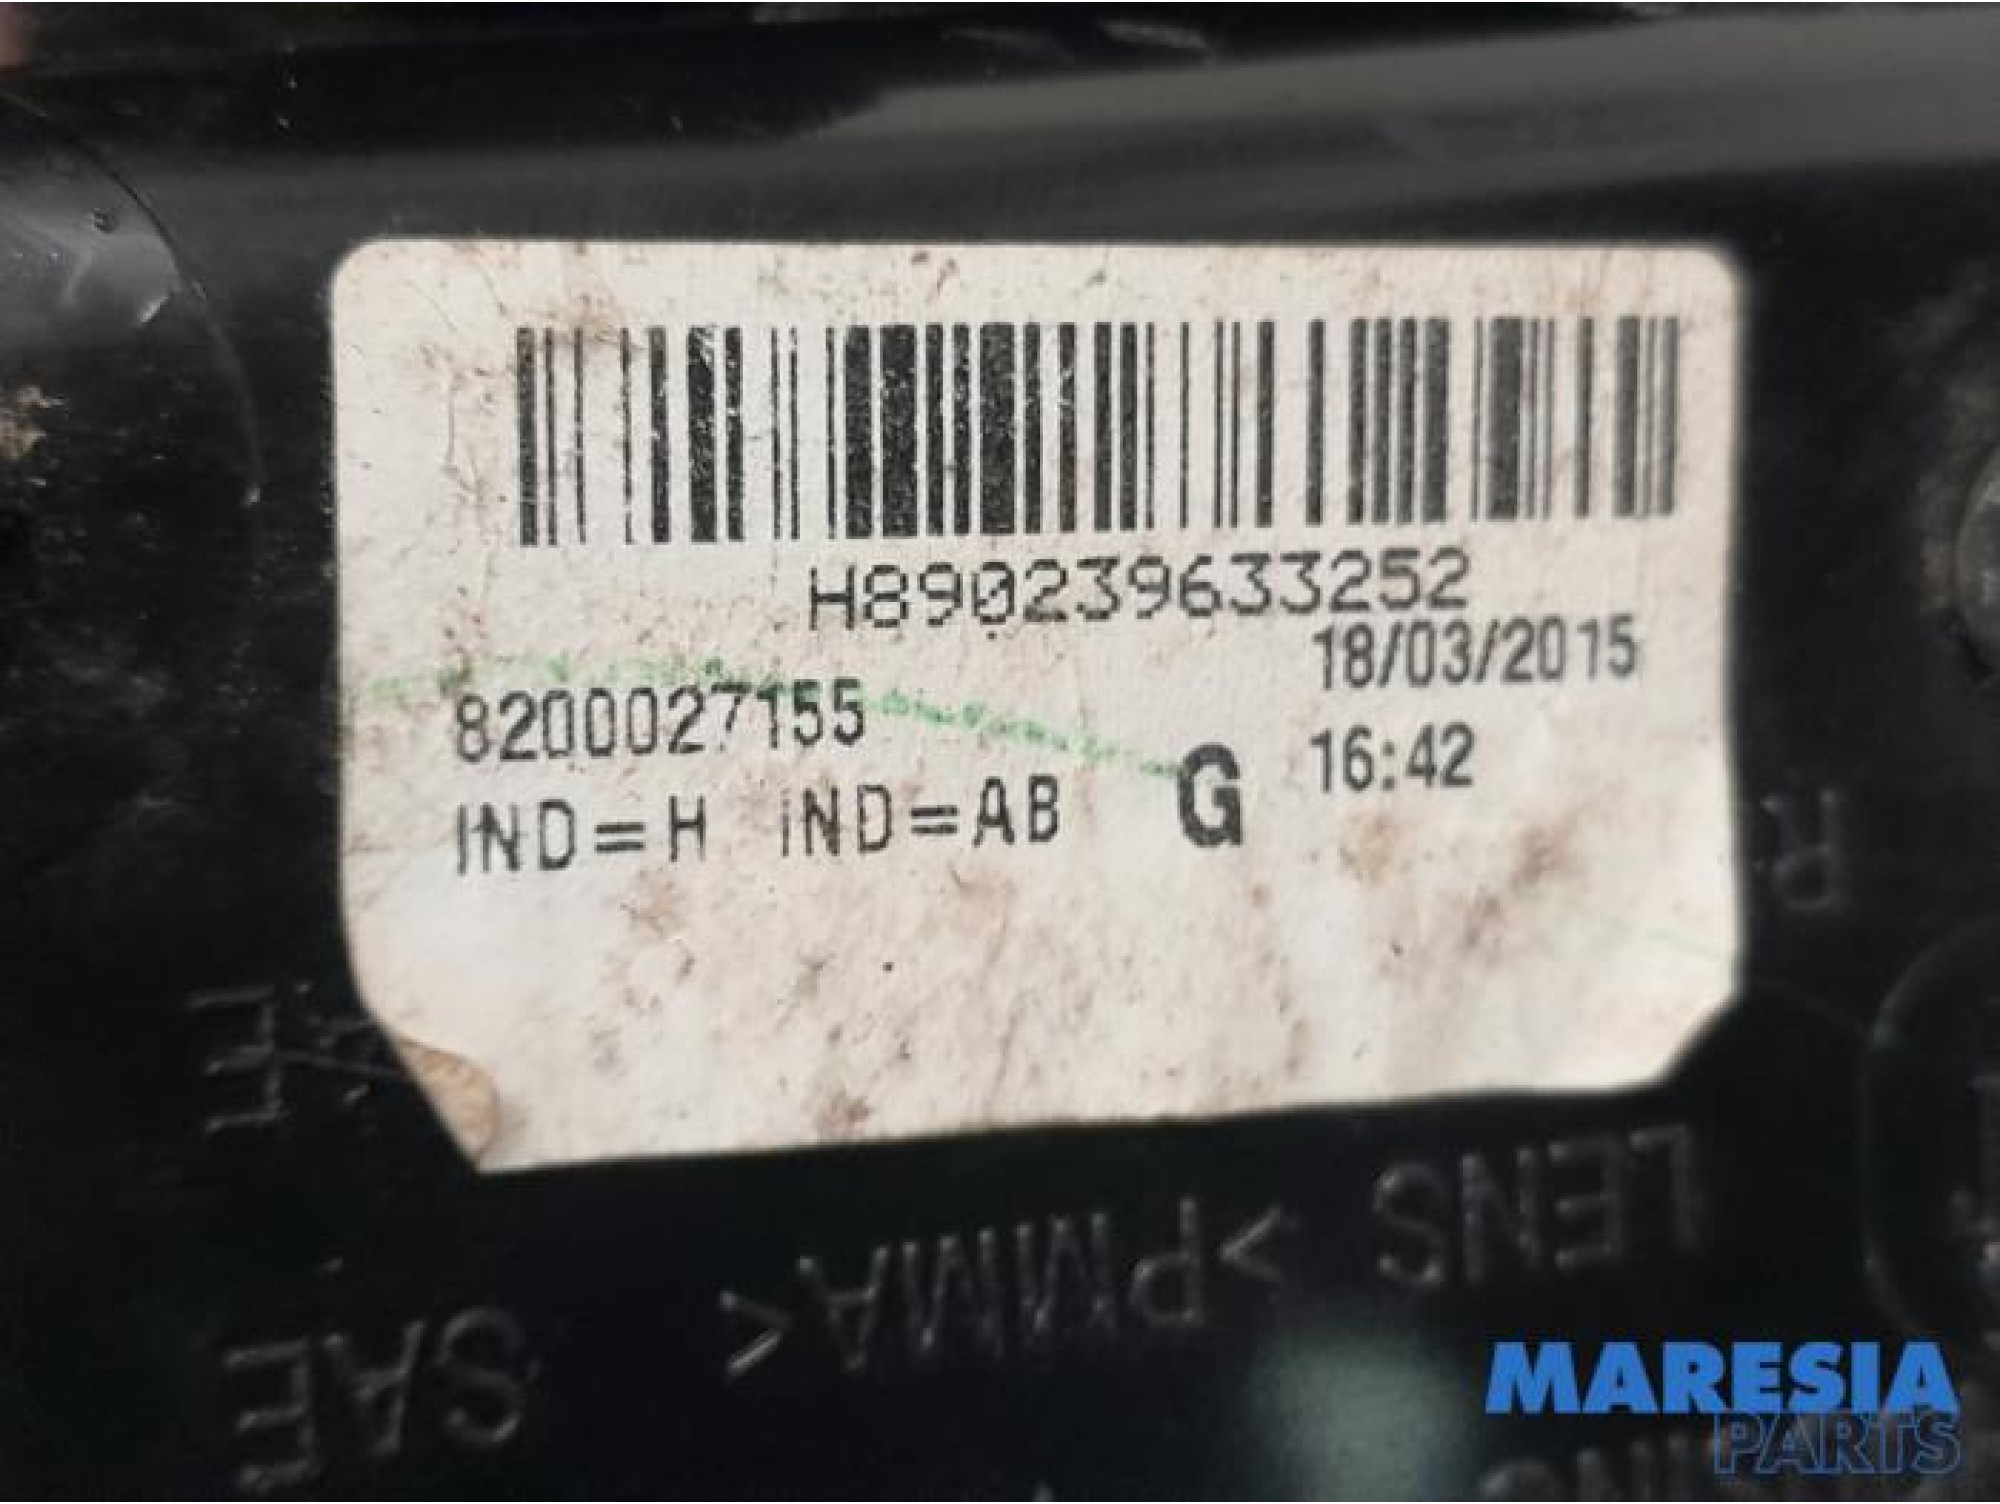 H890239633252
18/03/2015
8200027155
16:42
IND=H IND=AB G
R
LENS >PMMA<
SAE
MARESIA
PARTS